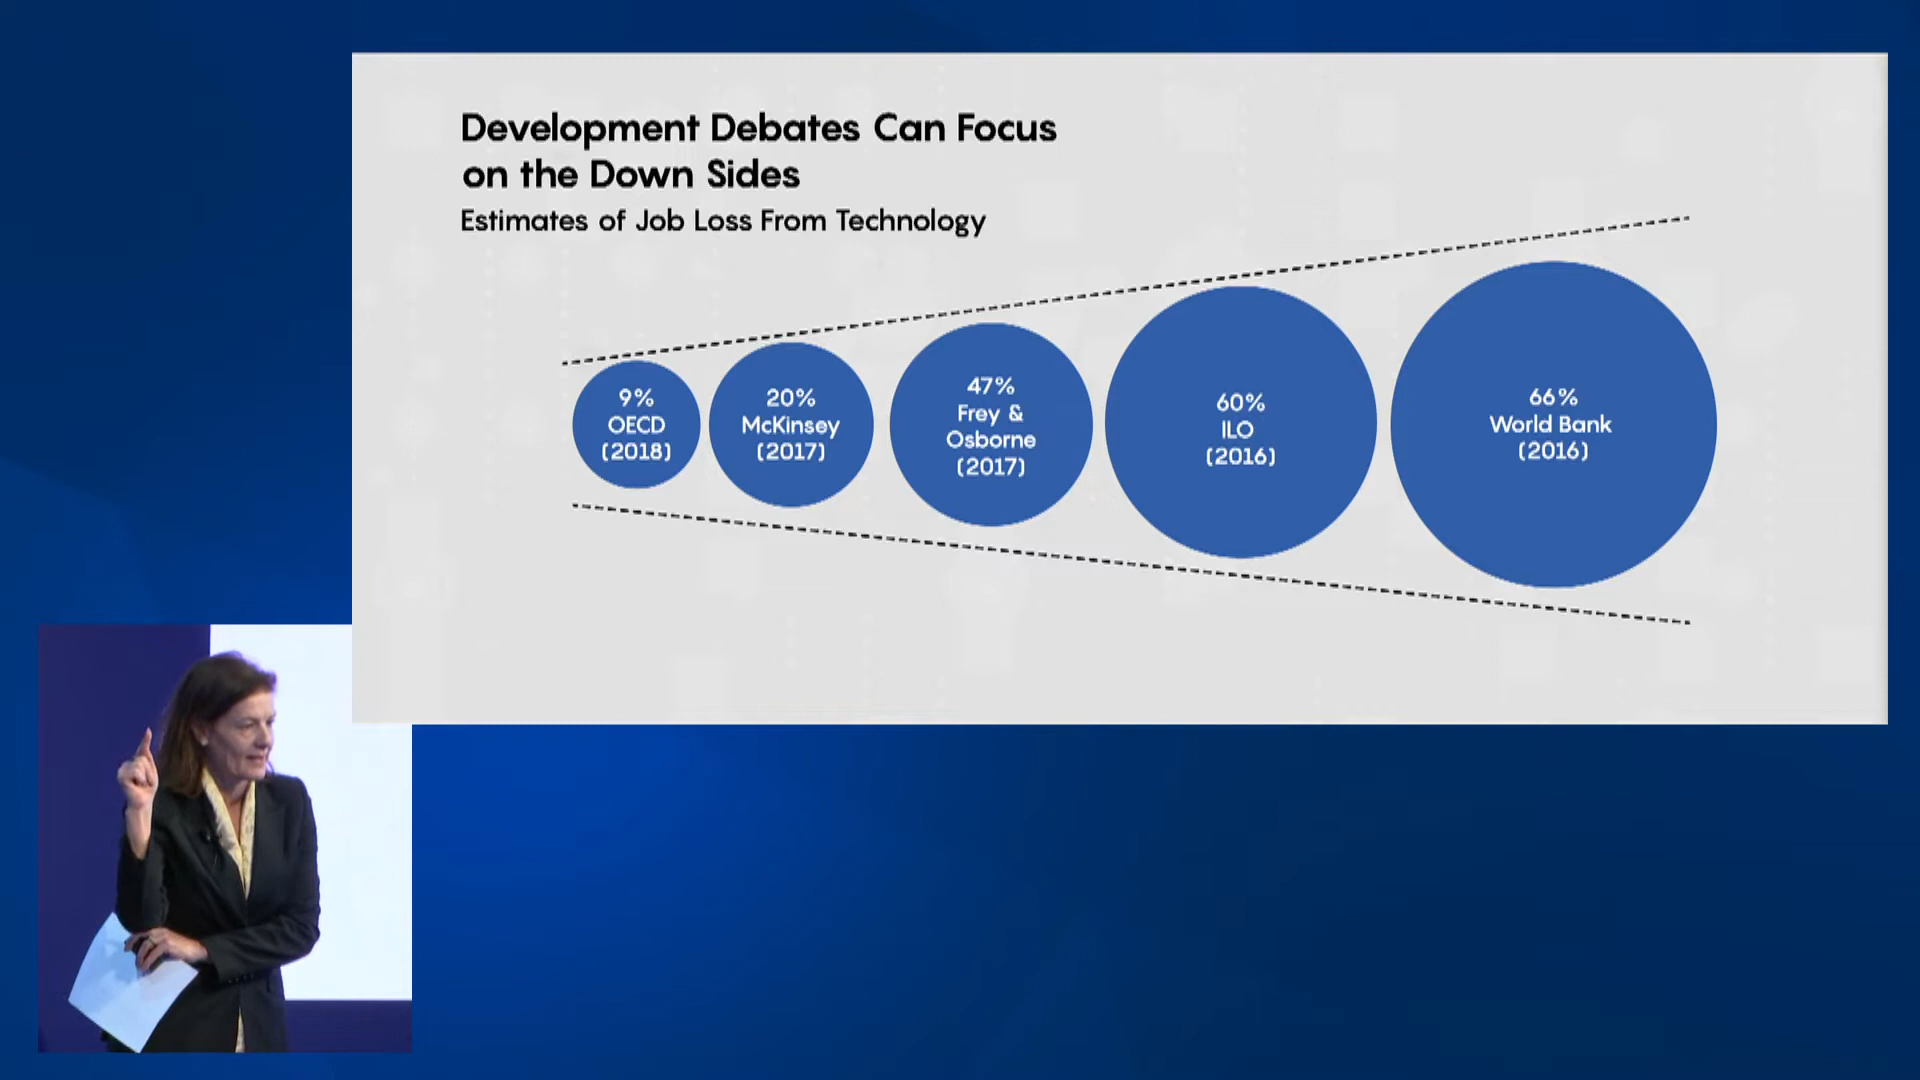 Development Debates Can Focus
on the Down Sides
Estimates of Job Loss From Technology
9%
OECD
(2018)
20%
McKinsey
(2017)
47%
Frey &
Osborne
(2017)
60%
ILO
(2016)
66%
World Bank
(2016)